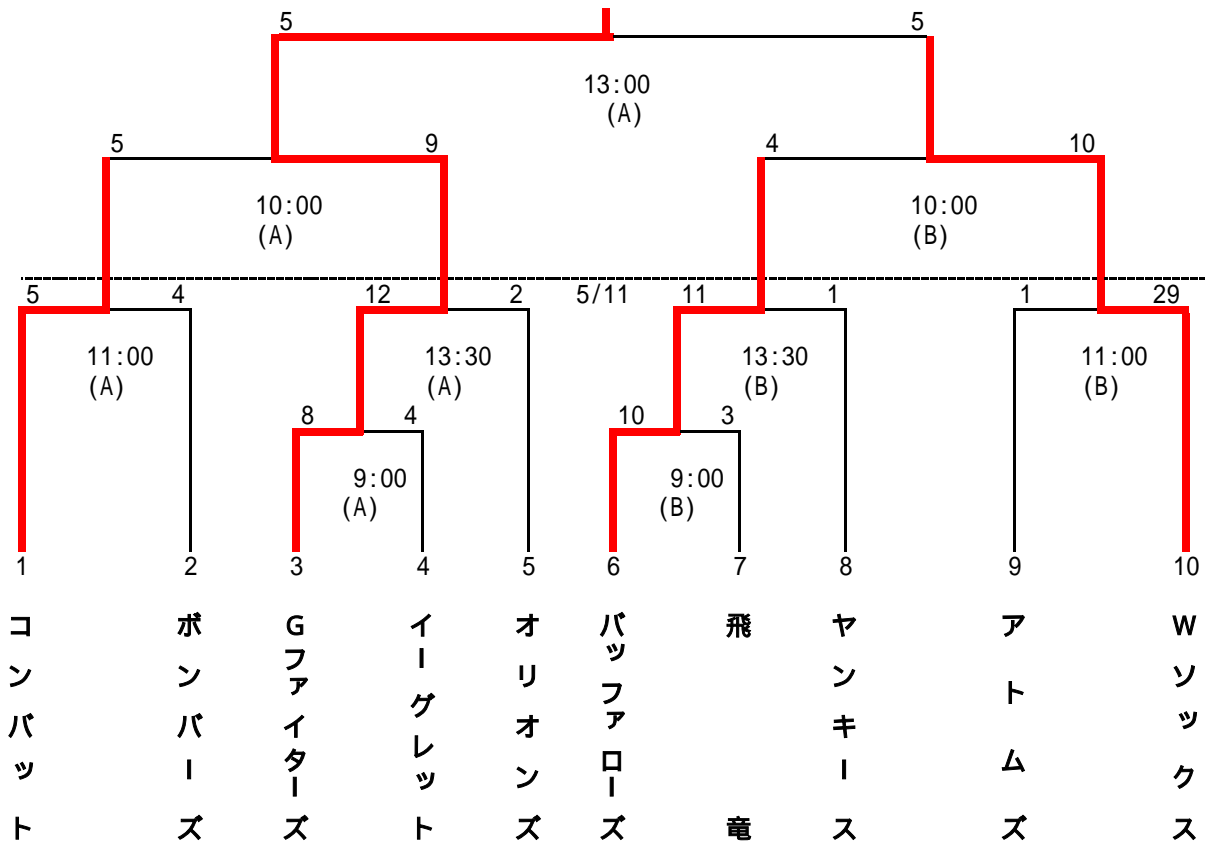 5 5
13:00
(A)
5 9 4 10
10:00 10:00
(A) (B)
5 4 12 2 5/11 11 1 1 29
11:00 13:30 13:30 11:00
(A) (A) (B) (B)
8 4 10 3
9:00 9:00
(A) (B)
1 2 3 4 5 6 7 8 9 10
コンバット
ボンバーズ
Gファイターズ
イーグレット
オリオンズ
バッファローズ
飛竜
ヤンキース
アトムズ
Wソックス